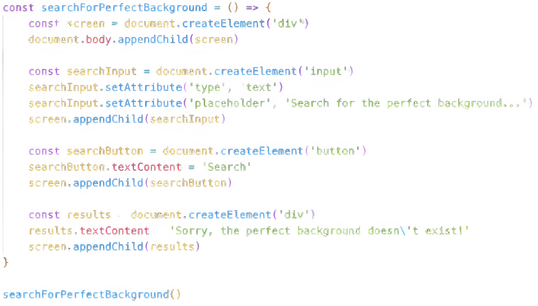 const searchForPerfectBackground = () => {
const screen = document.createElement('div')
document.body.appendChild(screen)
const searchInput = document.createElement('input')
searchInput.setAttribute('type', 'text')
searchInput.setAttribute('placeholder', 'Search for the perfect background...')
screen.appendChild(searchInput)
const searchButton = document.createElement('button')
searchButton.textContent = 'Search'
screen.appendChild(searchButton)
const results = document.createElement('div')
results.textContent = 'Sorry, the perfect background doesn\'t exist!'
screen.appendChild(results)
}
searchForPerfectBackground()